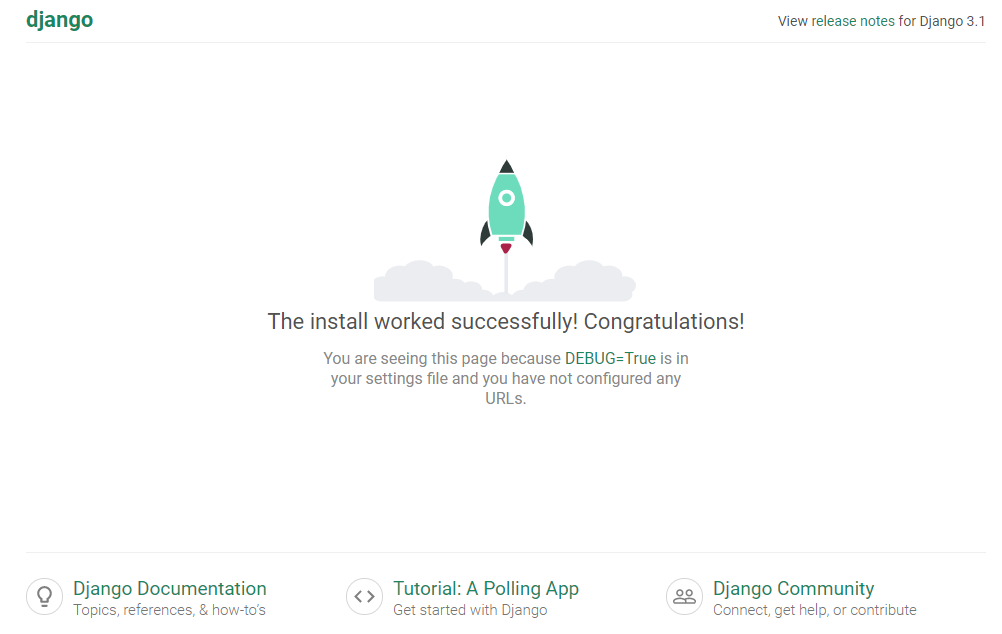 django
View release notes for Django 3.1
The install worked successfully! Congratulations!
You are seeing this page because DEBUG=True is in
your settings file and you have not configured any
URLs.
Django Documentation
Topics, references, & how-to's
Tutorial: A Polling App
Get started with Django
Django Community
Connect, get help, or contribute